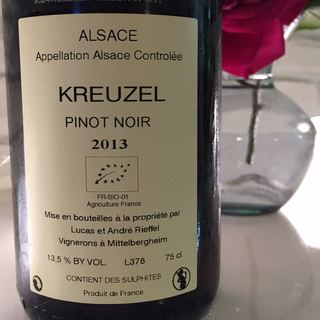 ALSACE
Appellation Alsace Controlée
KREUZEL
PINOT NOIR
2013
FR-BIO-01
Agriculture France
Mise en bouteilles à la propriété par
Lucas et André Rieffel
Vignerons à Mittelbergheim
13,5 % BY VOL. L378 75 cl
CONTIENT DES SULPHITES
Produit de France